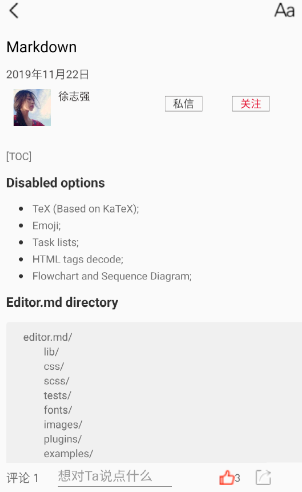 Aa
Markdown
2019年11月22日
徐志强
私信
关注
[TOC]
Disabled options
TeX (Based on KaTeX);
Emoji;
Task lists;
HTML tags decode;
Flowchart and Sequence Diagram;
Editor.md directory
editor.md/
lib/
css/
scss/
tests/
fonts/
images/
plugins/
examples/
评论 1 想对Ta说点什么 3